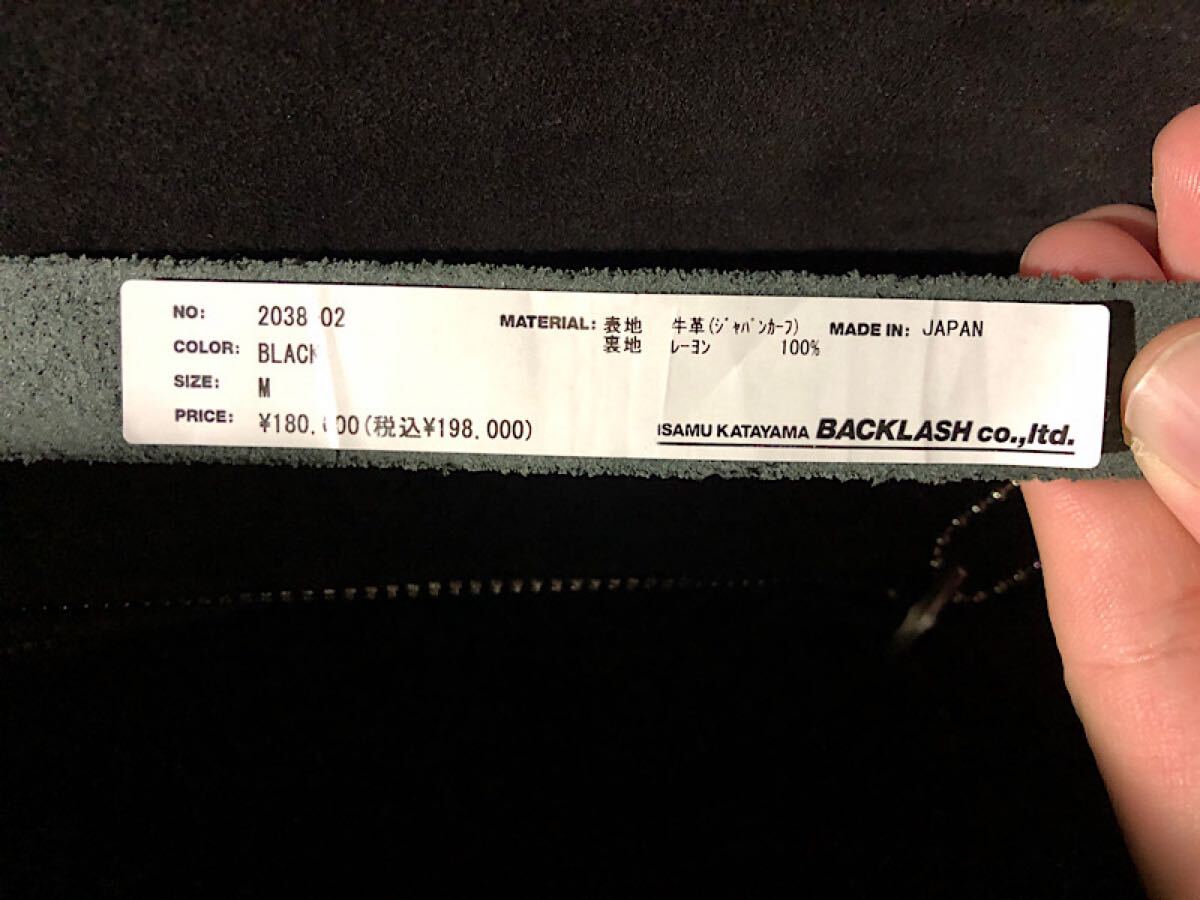 NO: 2038 02
COLOR: BLACK
SIZE: M
PRICE: ¥180,000(税込¥198,000)
MATERIAL: 表地 牛革(ｼﾞｬﾊﾟﾝｶｰﾌ)
裏地 ﾚｰﾖﾝ 100%
MADE IN: JAPAN
ISAMU KATAYAMA BACKLASH co.,ltd.